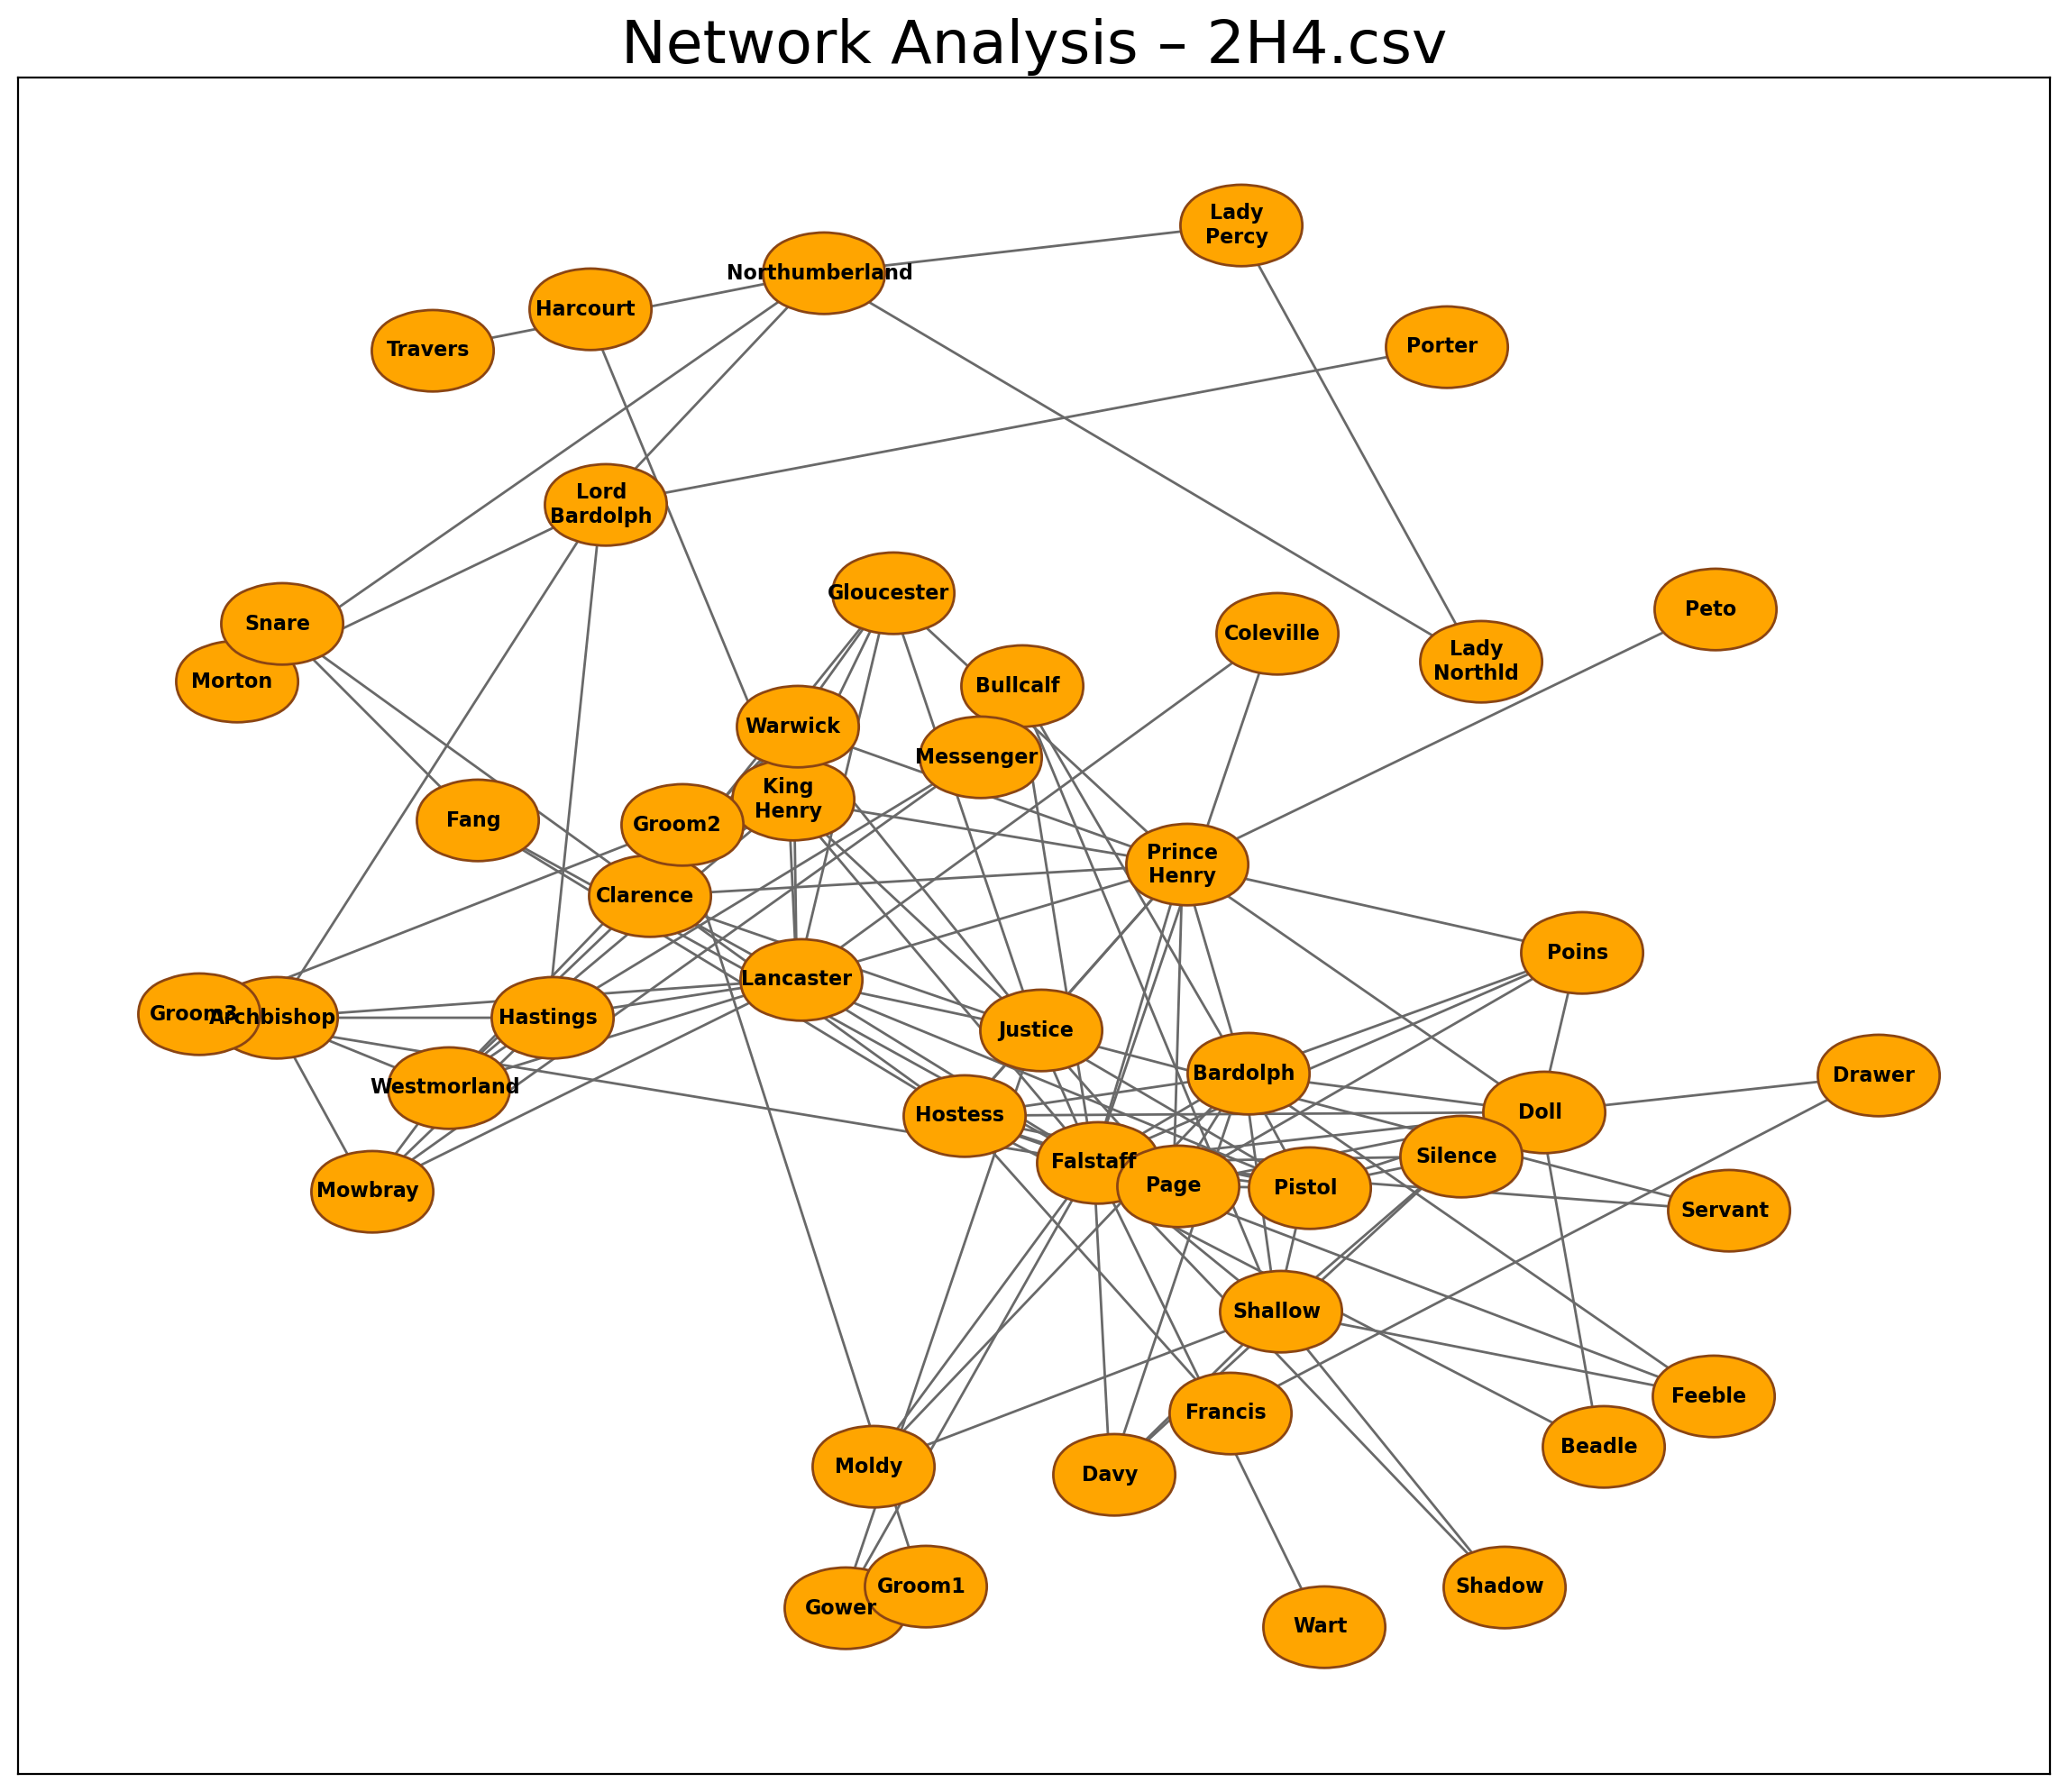 Network Analysis – 2H4.csv
Lady
Percy
Northumberland
Harcourt
Travers
Porter
Lord
Bardolph
Gloucester
Peto
Snare
Coleville
Lady
Northld
Morton
Bullcalf
Warwick
Messenger
King
Henry
Fang
Groom2
Prince
Henry
Clarence
Poins
Lancaster
Groom3
Archbishop
Hastings
Justice
Bardolph
Drawer
Westmorland
Hostess
Doll
Falstaff
Silence
Page
Pistol
Mowbray
Servant
Shallow
Feeble
Francis
Beadle
Moldy
Davy
Groom1
Shadow
Gower
Wart